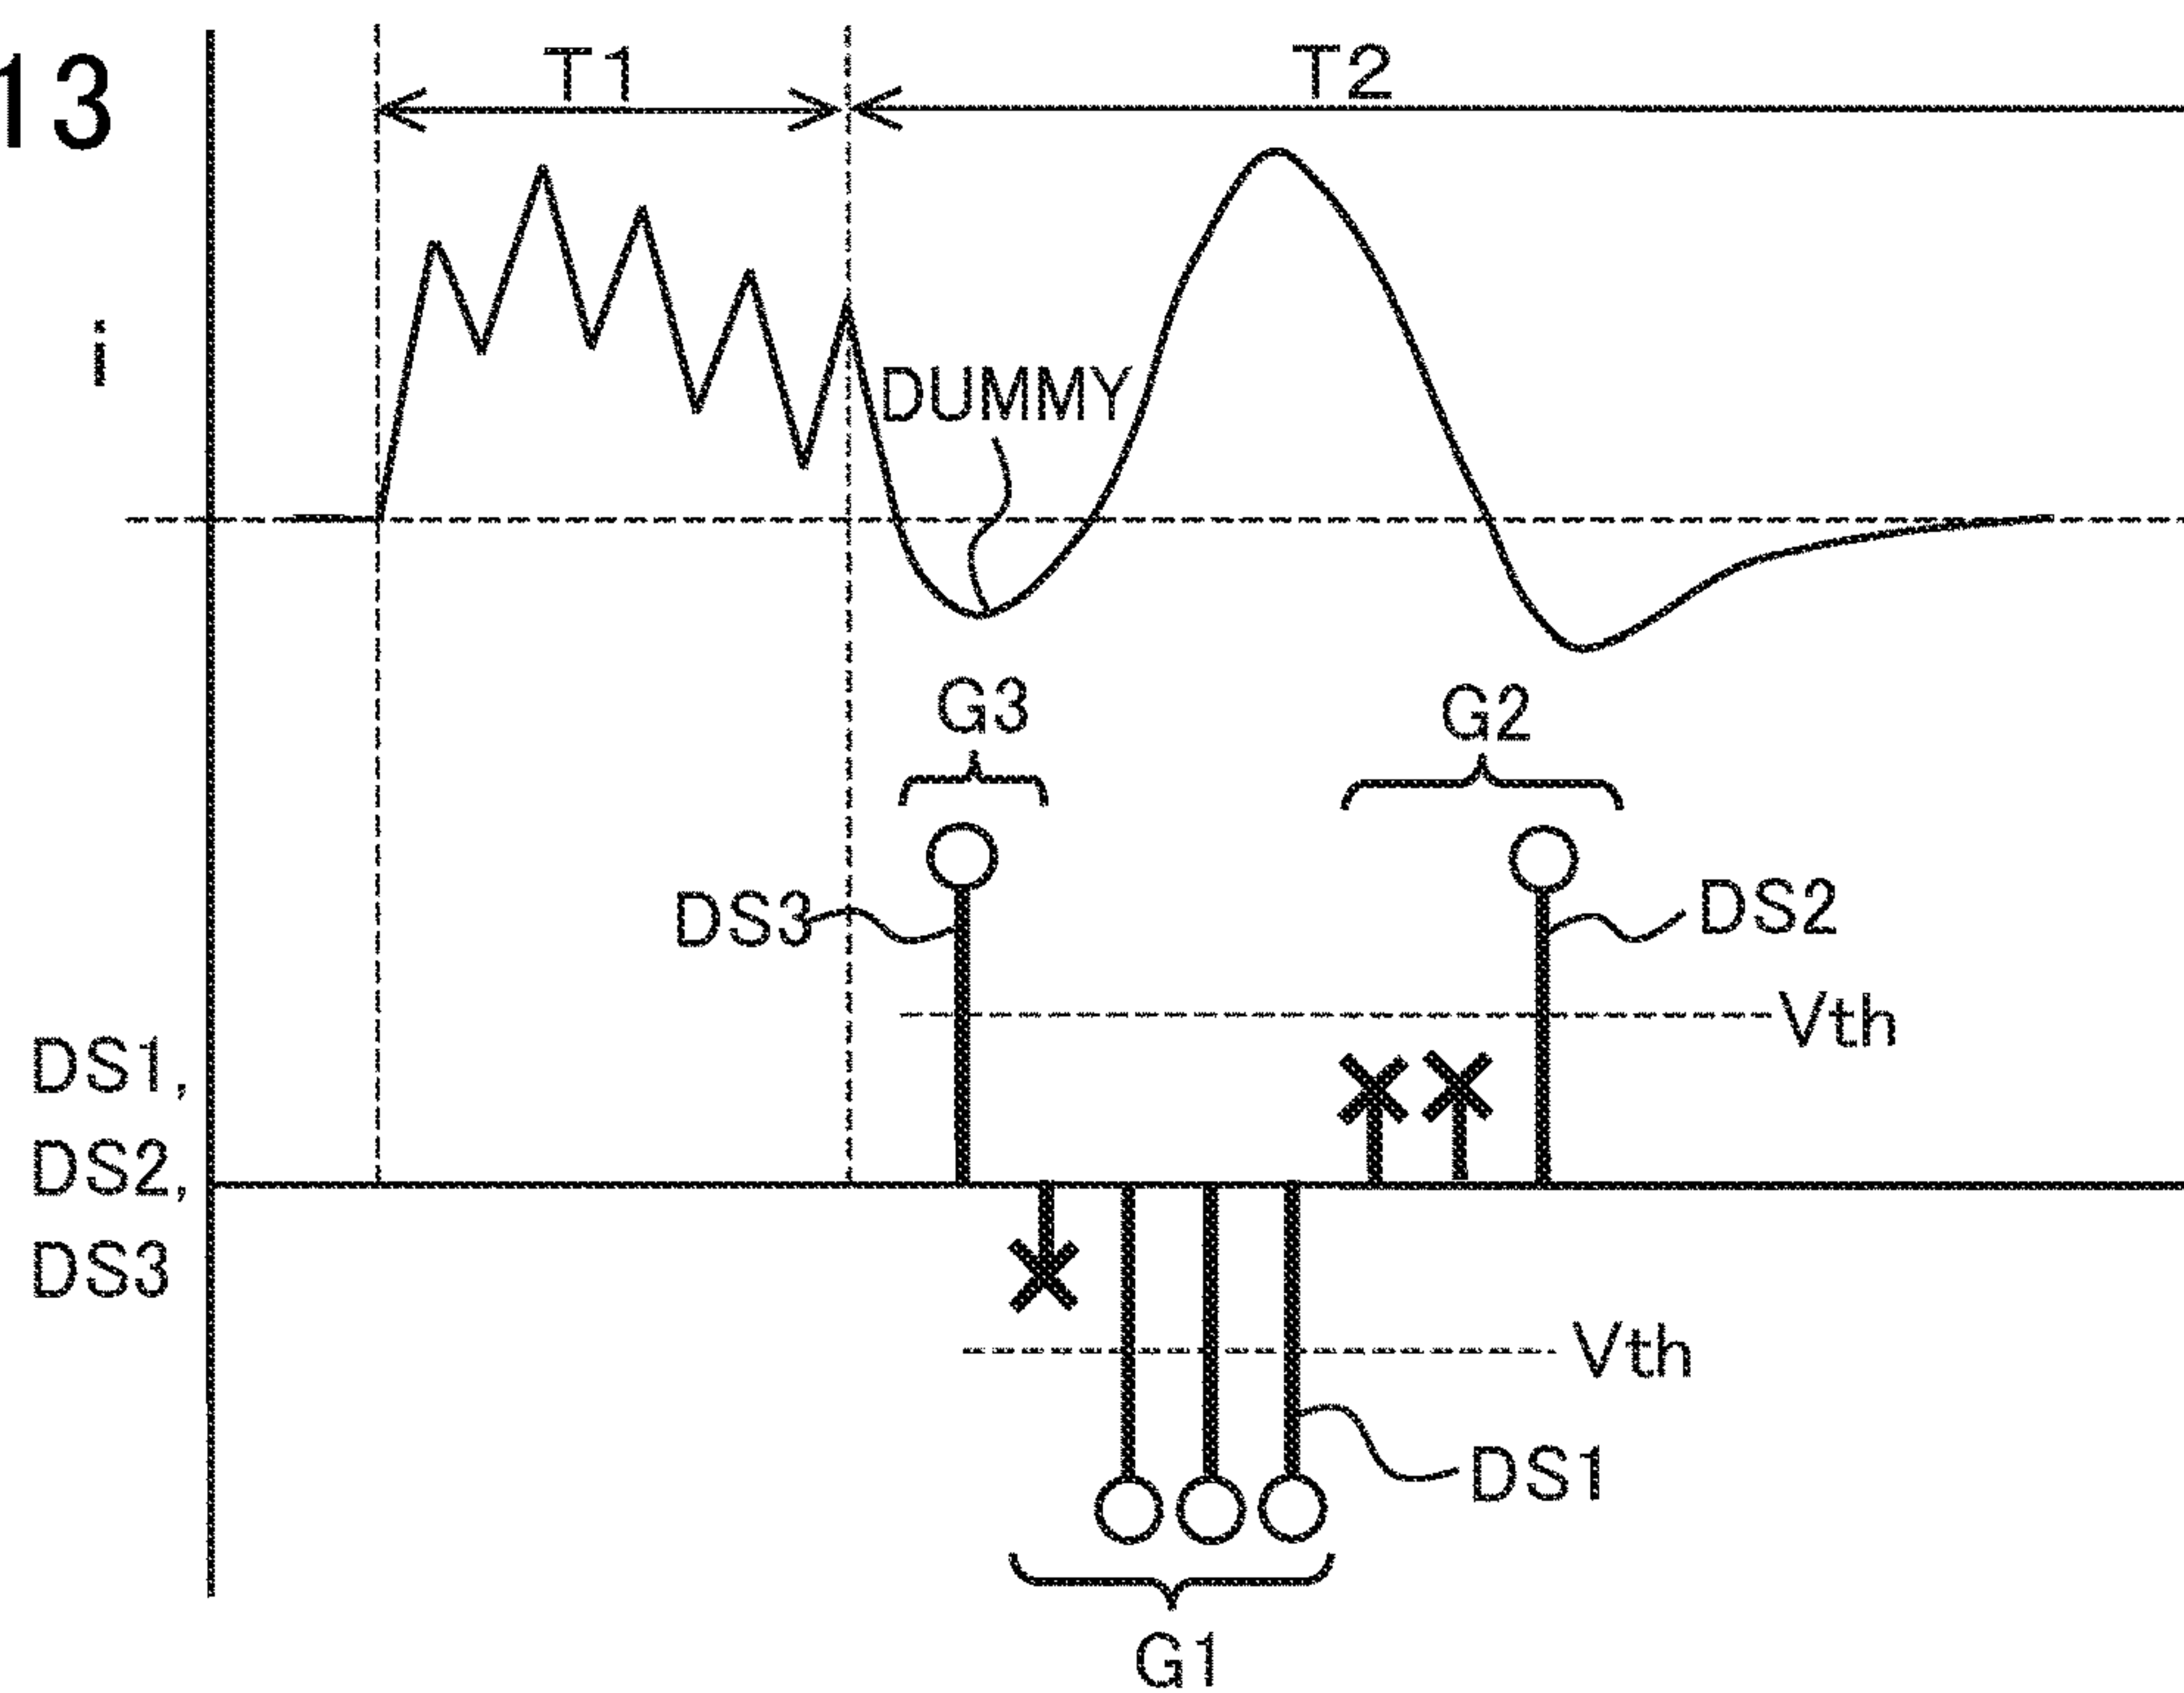 13
T1
T2
i
DUMMY
G3
G2
DS3
DS2
Vth
DS1,
DS2,
DS3
Vth
DS1
G1